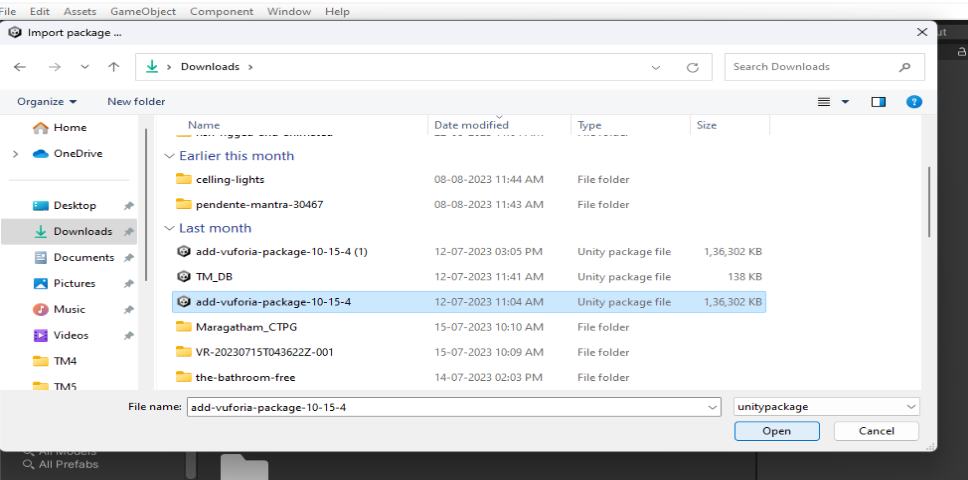 File Edit Assets GameObject Component Window Help
Import package ...
Downloads
Search Downloads
Organize New folder
Name Date modified Type Size
Home
OneDrive
Desktop
Downloads
Documents
Pictures
Music
Videos
TM4
TM5
Earlier this month
celling-lights 08-08-2023 11:44 AM File folder
pendente-mantra-30467 08-08-2023 11:43 AM File folder
Last month
add-vuforia-package-10-15-4 (1) 12-07-2023 03:05 PM Unity package file 1,36,302 KB
TM_DB 12-07-2023 11:41 AM Unity package file 138 KB
add-vuforia-package-10-15-4 12-07-2023 11:04 AM Unity package file 1,36,302 KB
Maragatham_CTPG 15-07-2023 10:10 AM File folder
VR-20230715T043622Z-001 15-07-2023 10:09 AM File folder
the-bathroom-free 14-07-2023 02:03 PM File folder
File name: add-vuforia-package-10-15-4 unitypackage
Open Cancel
All Models
All Prefabs